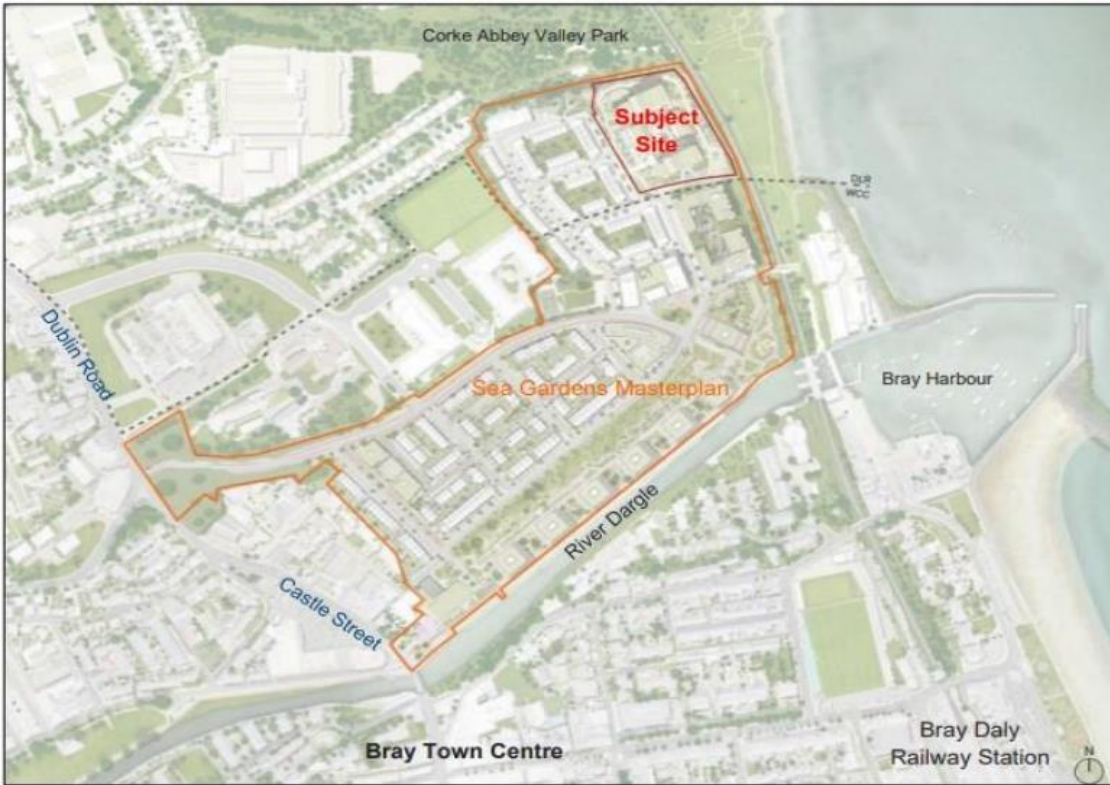 Corke Abbey Valley Park
Subject
Site
Dublin Road
Sea Gardens Masterplan
Bray Harbour
River Dargle
Castle Street
Bray Town Centre
Bray Daly
Railway Station
N